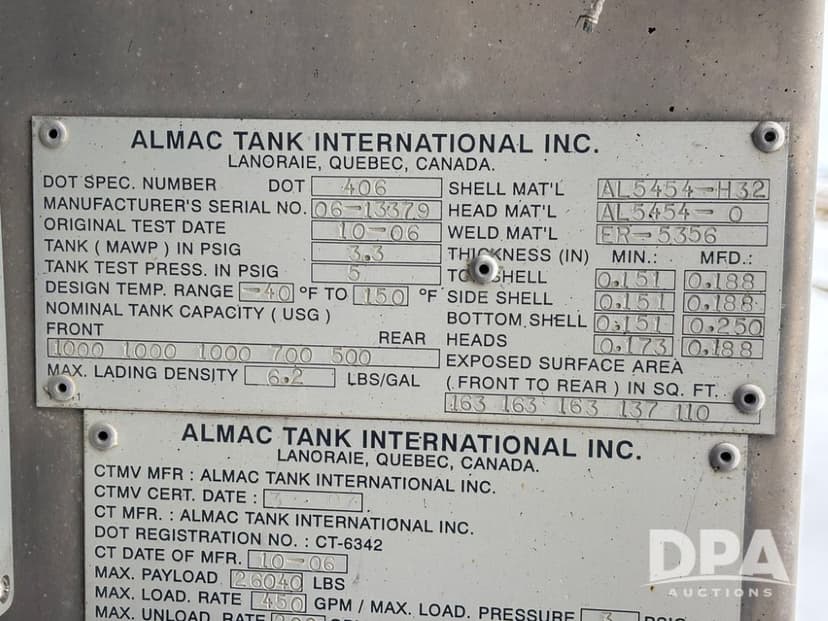 ALMAC TANK INTERNATIONAL INC.
LANORAIE, QUEBEC, CANADA.
DOT SPEC. NUMBER DOT 406
MANUFACTURER'S SERIAL NO. 06-13379
ORIGINAL TEST DATE 10-06
TANK ( MAWP ) IN PSIG 3.3
TANK TEST PRESS. IN PSIG 5
DESIGN TEMP. RANGE -40 °F TO 150 °F
NOMINAL TANK CAPACITY ( USG )
FRONT REAR
1000 1000 1000 700 500
MAX. LADING DENSITY 6.2 LBS/GAL
SHELL MAT'L AL5454-H32
HEAD MAT'L AL5454-0
WELD MAT'L ER-5356
THICKNESS (IN) MIN.: MFD.:
TOP SHELL 0.151 0.188
SIDE SHELL 0.151 0.188
BOTTOM SHELL 0.151 0.250
HEADS 0.173 0.188
EXPOSED SURFACE AREA
( FRONT TO REAR ) IN SQ. FT.
163 163 163 137 110
ALMAC TANK INTERNATIONAL INC.
LANORAIE, QUEBEC, CANADA.
CTMV MFR : ALMAC TANK INTERNATIONAL INC.
CTMV CERT. DATE :
CT MFR. : ALMAC TANK INTERNATIONAL INC.
DOT REGISTRATION NO. : CT-6342
CT DATE OF MFR. 10-06
MAX. PAYLOAD 26040 LBS
MAX. LOAD. RATE 450 GPM / MAX. LOAD. PRESSURE 3 PSIG
MAX. UNLOAD. RATE
DPA
AUCTIONS